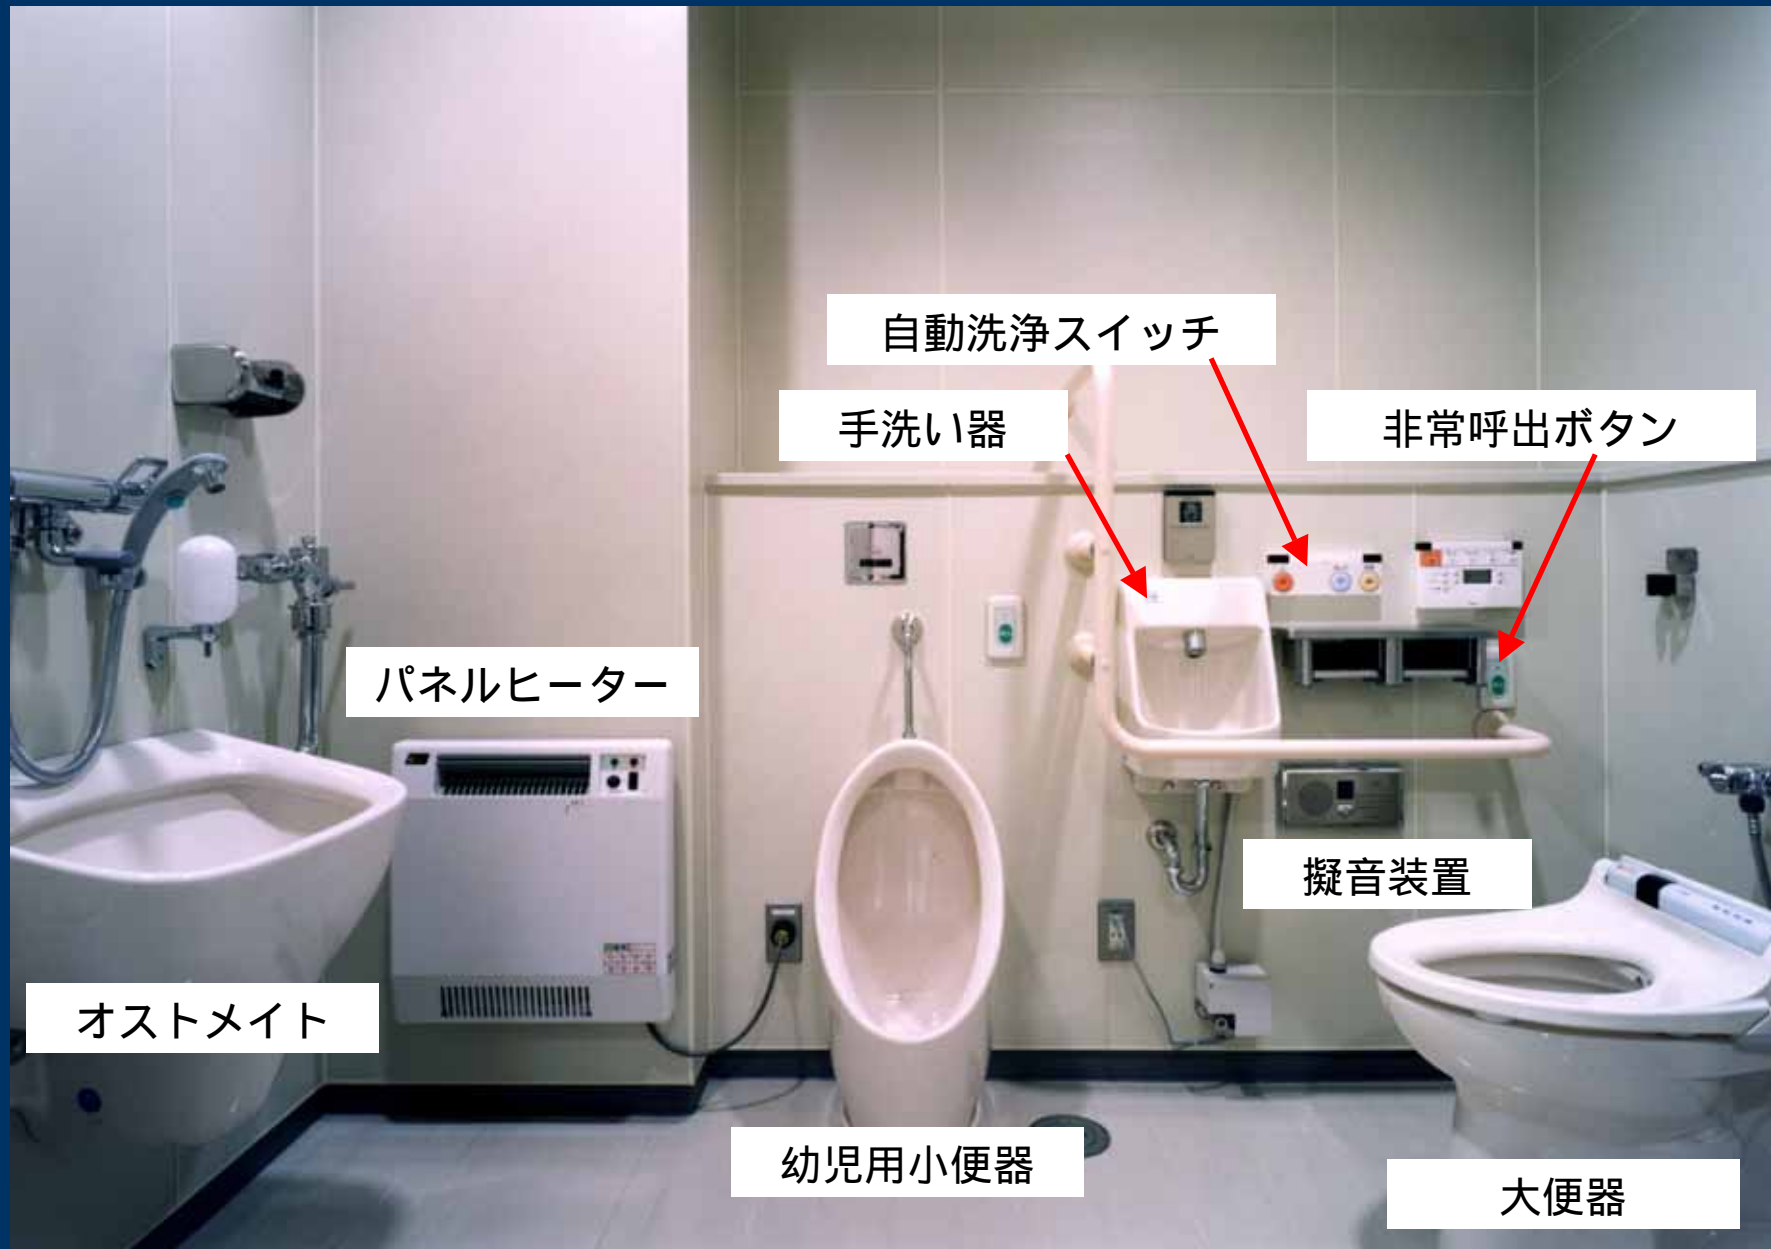 自動洗浄スイッチ
手洗い器
非常呼出ボタン
パネルヒーター
擬音装置
オストメイト
幼児用小便器
大便器